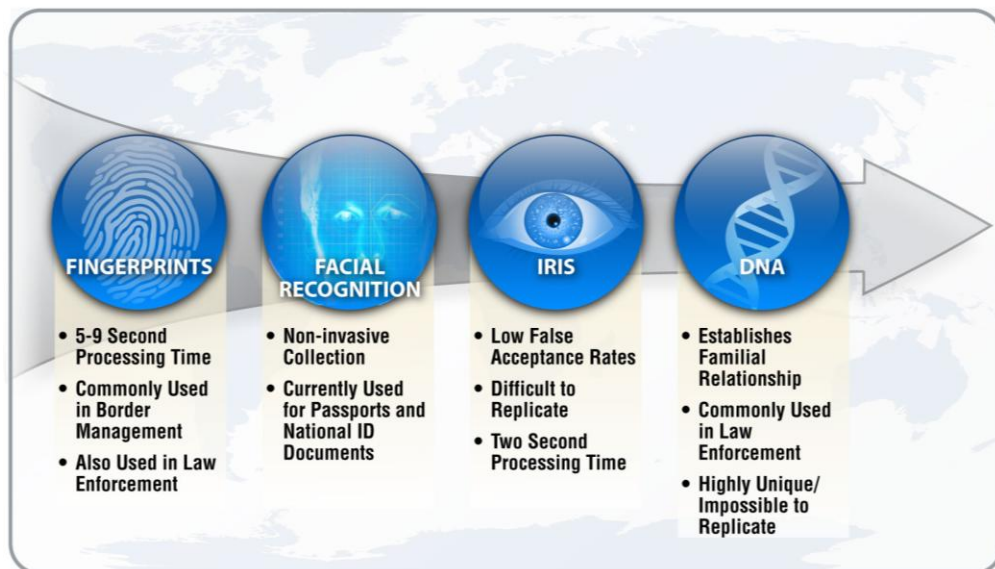 FINGERPRINTS
• 5-9 Second
Processing Time
• Commonly Used
in Border
Management
• Also Used in Law
Enforcement
FACIAL
RECOGNITION
• Non-invasive
Collection
• Currently Used
for Passports and
National ID
Documents
IRIS
• Low False
Acceptance Rates
• Difficult to
Replicate
• Two Second
Processing Time
DNA
• Establishes
Familial
Relationship
• Commonly Used
in Law
Enforcement
• Highly Unique/
Impossible to
Replicate